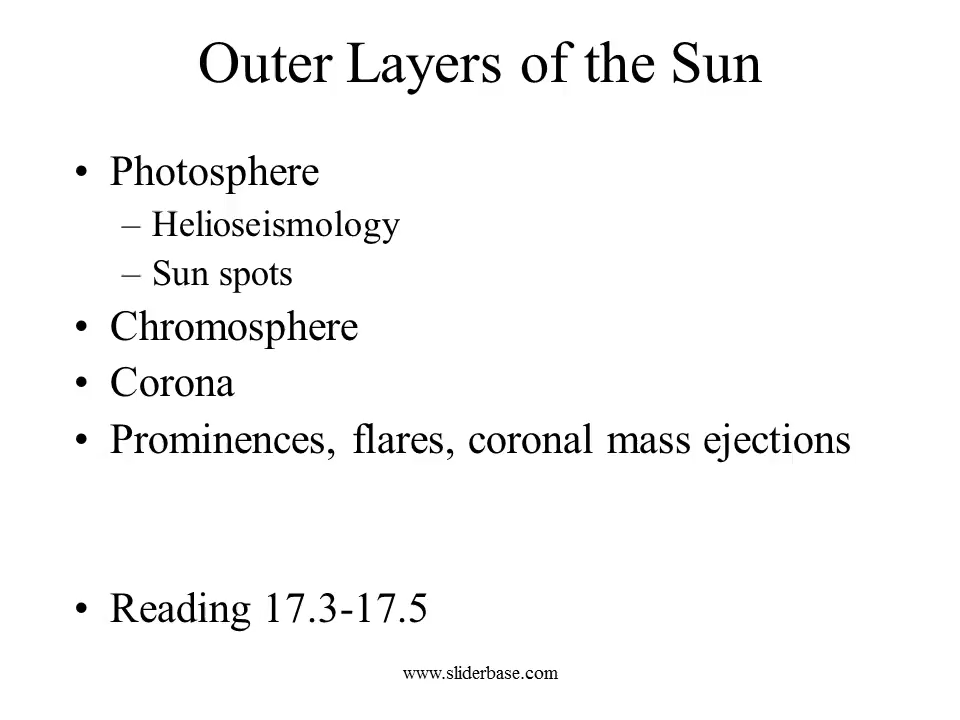 Outer Layers of the Sun
• Photosphere
– Helioseismology
– Sun spots
• Chromosphere
• Corona
• Prominences, flares, coronal mass ejections
• Reading 17.3-17.5
www.sliderbase.com